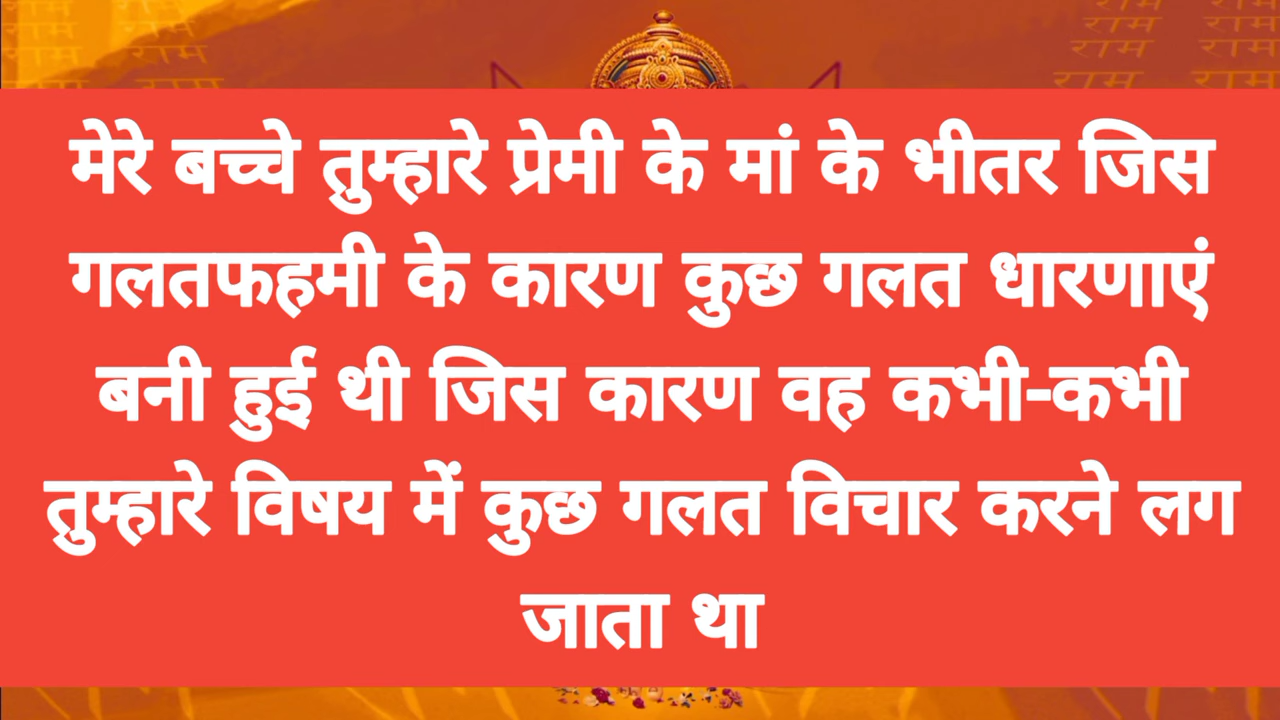 राम राम राम
राम राम राम
राम राम राम
राम राम राम
मेरे बच्चे तुम्हारे प्रेमी के मां के भीतर जिस
गलतफहमी के कारण कुछ गलत धारणाएं
बनी हुई थी जिस कारण वह कभी-कभी
तुम्हारे विषय में कुछ गलत विचार करने लग
जाता था